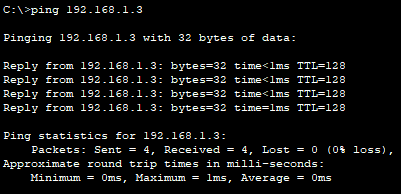 C:\>ping 192.168.1.3
Pinging 192.168.1.3 with 32 bytes of data:
Reply from 192.168.1.3: bytes=32 time<1ms TTL=128
Reply from 192.168.1.3: bytes=32 time<1ms TTL=128
Reply from 192.168.1.3: bytes=32 time<1ms TTL=128
Reply from 192.168.1.3: bytes=32 time=1ms TTL=128
Ping statistics for 192.168.1.3:
Packets: Sent = 4, Received = 4, Lost = 0 (0% loss),
Approximate round trip times in milli-seconds:
Minimum = 0ms, Maximum = 1ms, Average = 0ms